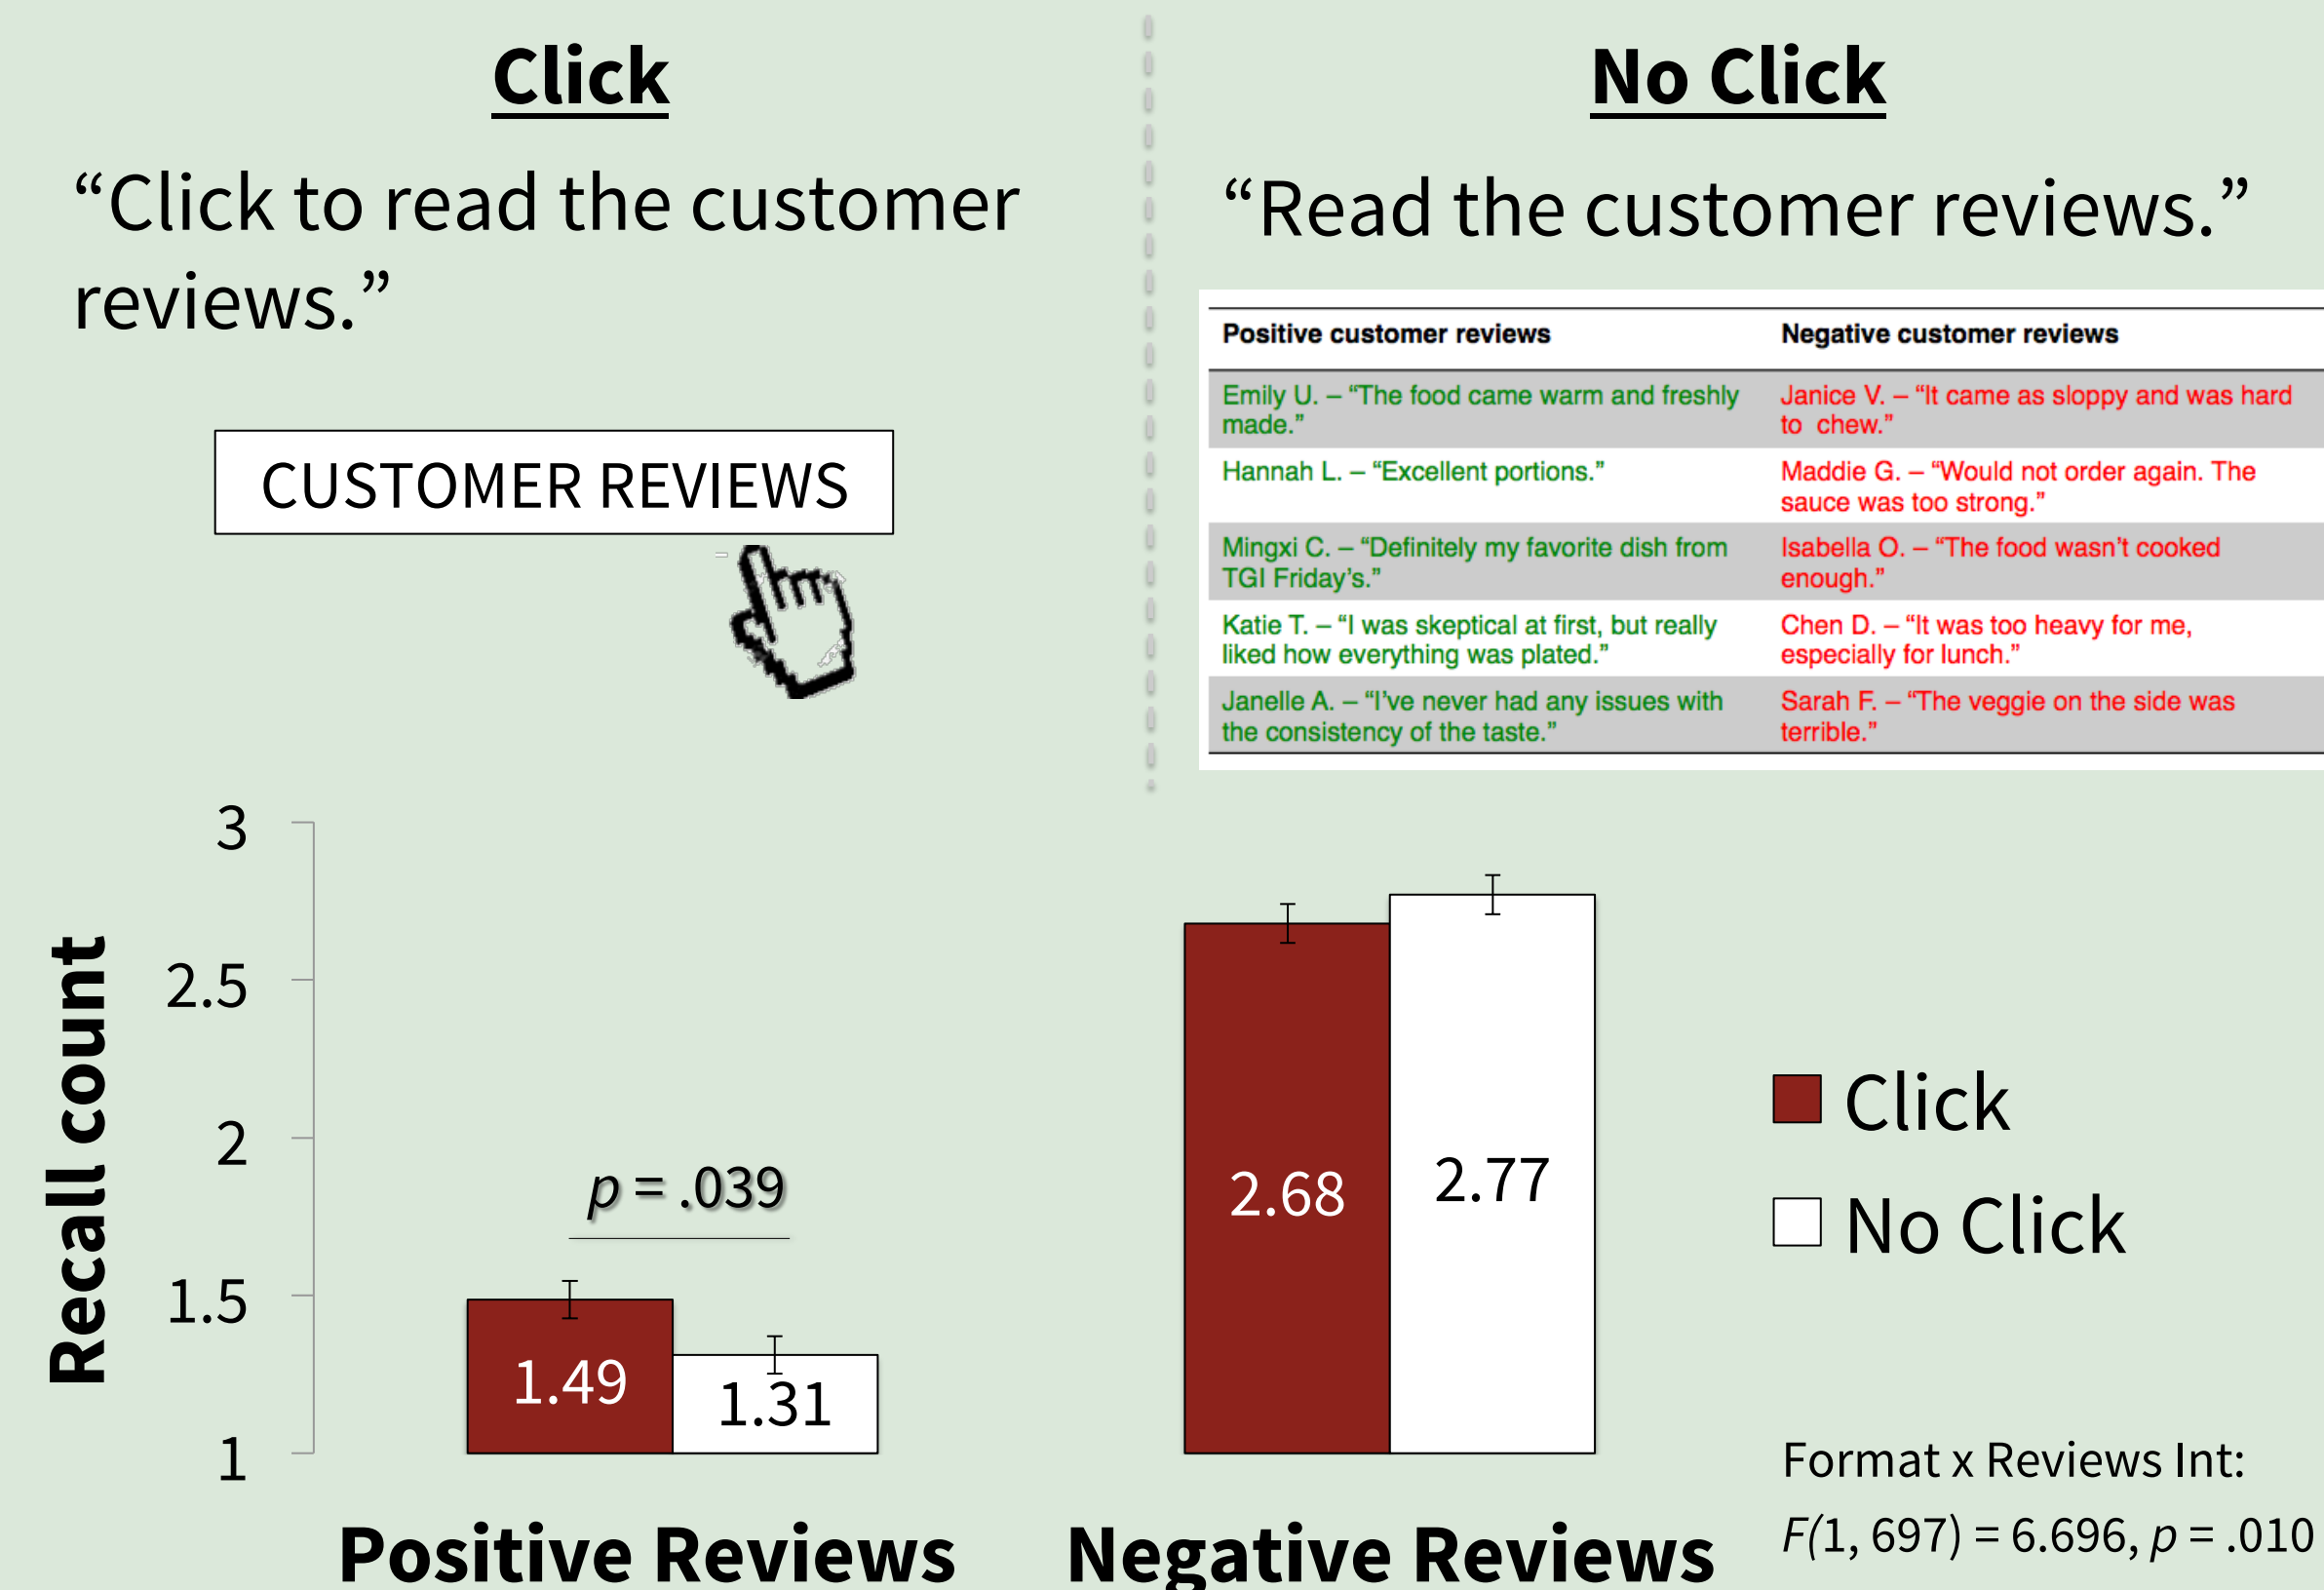 Click
“Click to read the customer
reviews.”
CUSTOMER REVIEWS
No Click
“Read the customer reviews.”
Positive customer reviews Negative customer reviews
Emily U. – “The food came warm and freshly
made.”
Janice V. – “It came as sloppy and was hard
to  chew.”
Hannah L. – “Excellent portions.”
Maddie G. – “Would not order again. The
sauce was too strong.”
Mingxi C. – “Definitely my favorite dish from
TGI Friday’s.”
Isabella O. – “The food wasn’t cooked
enough.”
Katie T. – “I was skeptical at first, but really
liked how everything was plated.”
Chen D. – “It was too heavy for me,
especially for lunch.”
Janelle A. – “I’ve never had any issues with
the consistency of the taste.”
Sarah F. – “The veggie on the side was
terrible.”
Recall count
3
2.5
2
1.5
1
p = .039
1.49
1.31
2.68
2.77
Click
No Click
Positive Reviews
Negative Reviews
Format x Reviews Int:
F(1, 697) = 6.696, p = .010